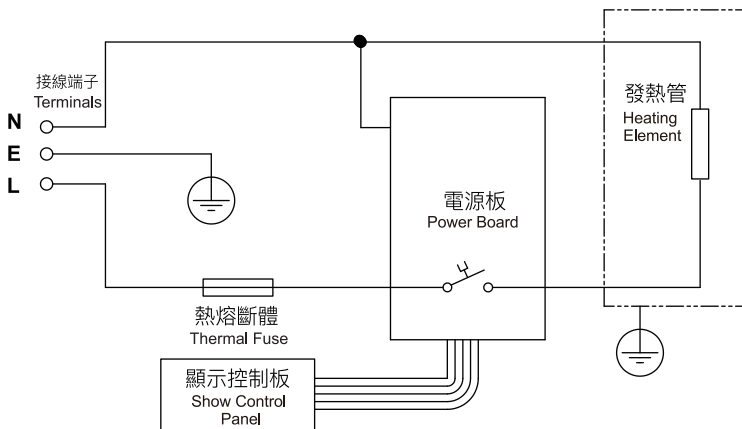 接線端子
Terminals
N
E
L
發熱管
Heating
Element
電源板
Power Board
熱熔斷體
Thermal Fuse
顯示控制板
Show Control
Panel